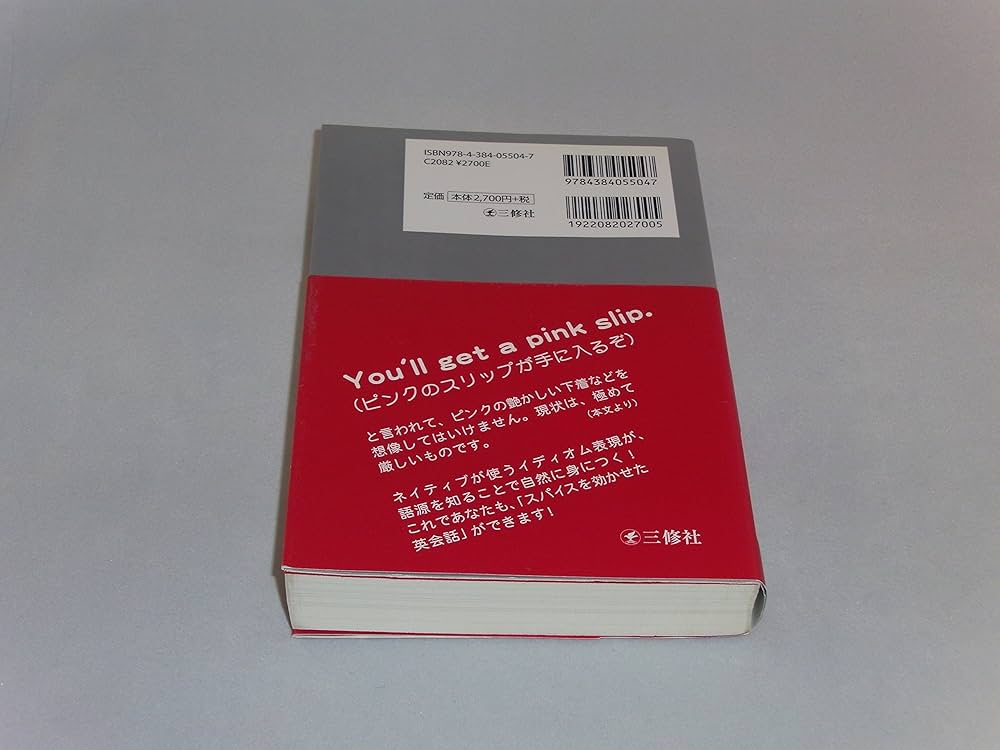 ISBN978-4-384-05504-7
C2082 ¥2700E
9784384055047
定価 本体2,700円+税
三修社
1922082027005
You'll get a pink slip.
(ピンクのスリップが手に入るぞ)
と言われて、ピンクの艶かしい下着などを
想像してはいけません。現状は、極めて
厳しいものです。
(本文より)
ネイティブが使うイディオム表現が、
語源を知ることで自然に身につく!
これであなたも、「スパイスを効かせた
英会話」ができます!
三修社